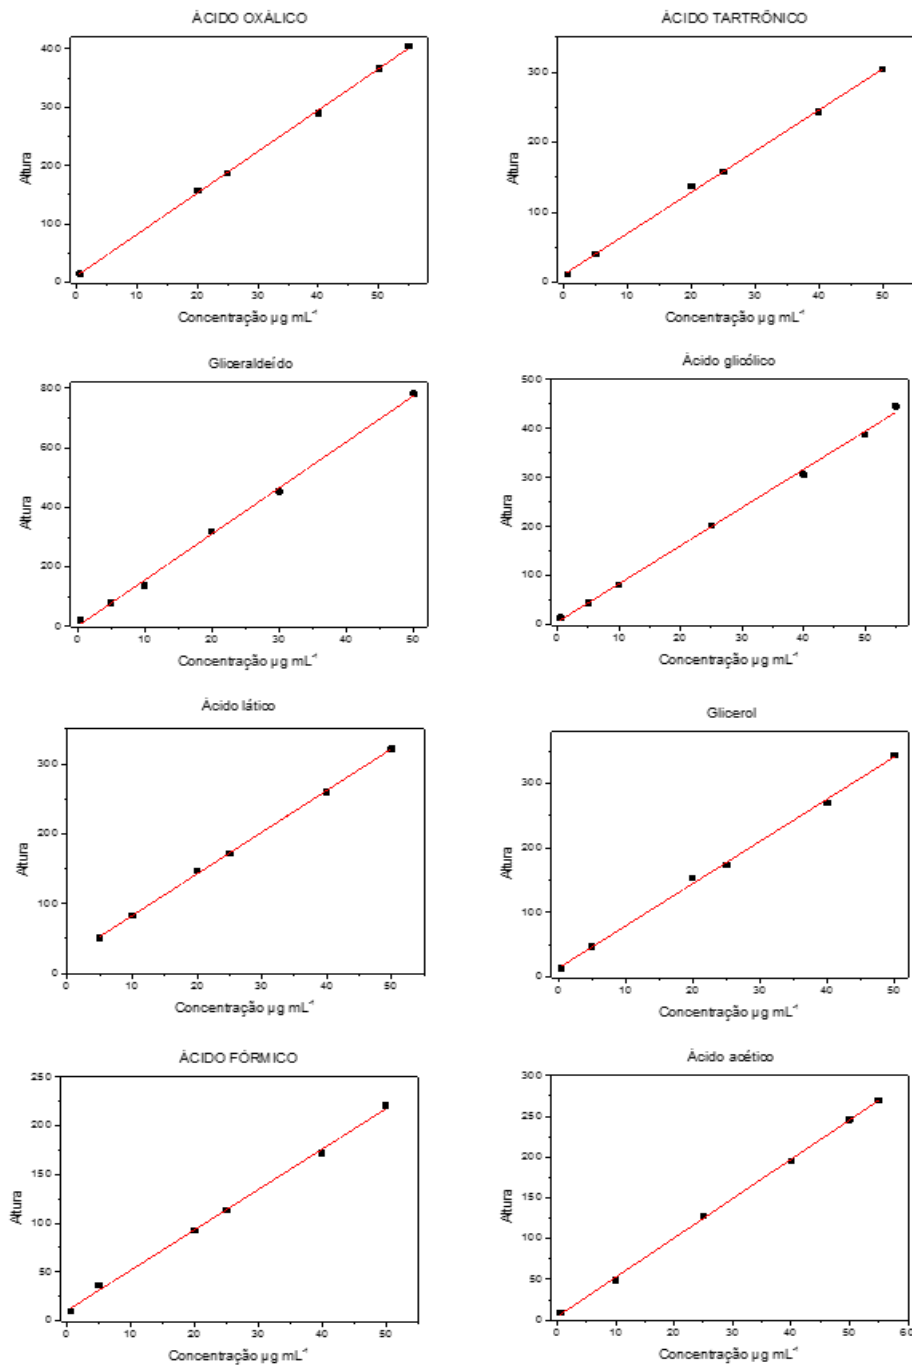 ÁCIDO OXÁLICO
400
300
200
100
0
Altura
0 10 20 30 40 50
Concentração µg mL⁻¹
ÁCIDO TARTRÔNICO
300
200
100
0
Altura
0 10 20 30 40 50
Concentração µg mL⁻¹
Gliceraldeído
800
600
400
200
0
Altura
0 10 20 30 40 50
Concentração µg mL⁻¹
Ácido glicólico
500
400
300
200
100
0
Altura
0 10 20 30 40 50
Concentração µg mL⁻¹
Ácido lático
300
200
100
0
Altura
0 10 20 30 40 50
Concentração µg mL⁻¹
Glicerol
300
200
100
0
Altura
0 10 20 30 40 50
Concentração µg mL⁻¹
ÁCIDO FÓRMICO
250
200
150
100
50
0
Altura
0 10 20 30 40 50
Concentração µg mL⁻¹
Ácido acético
300
250
200
150
100
50
0
Altura
0 10 20 30 40 50 60
Concentração µg mL⁻¹